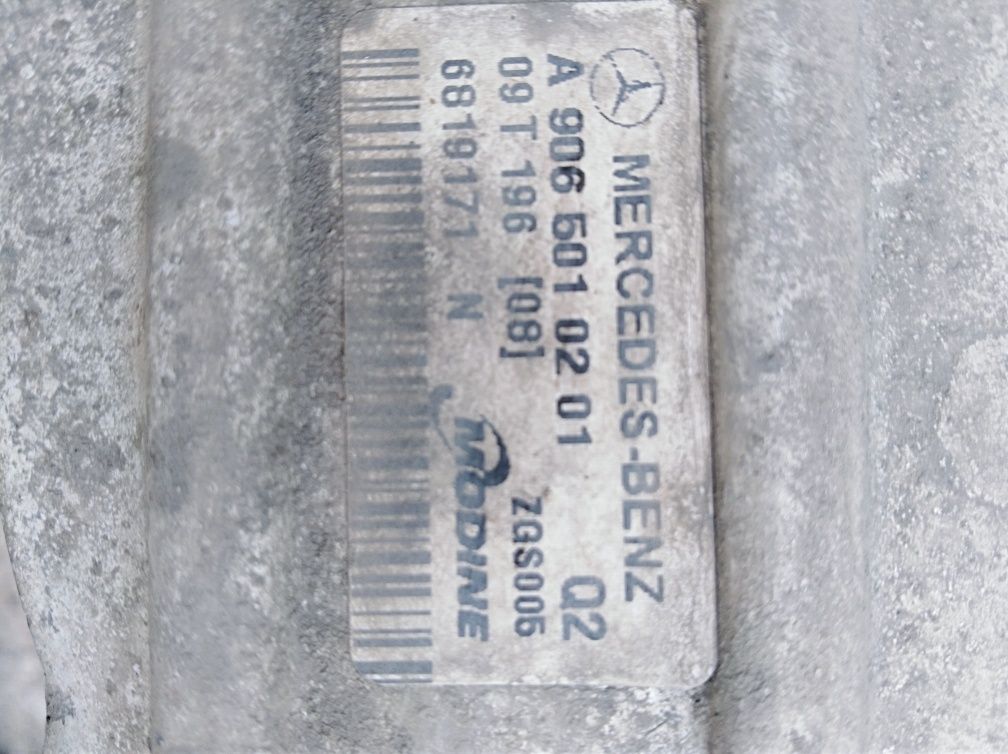 MERCEDES-BENZ
A 906 501 02 01 Q2
09 T 196 [08] ZGS005
6819171 N MODINE